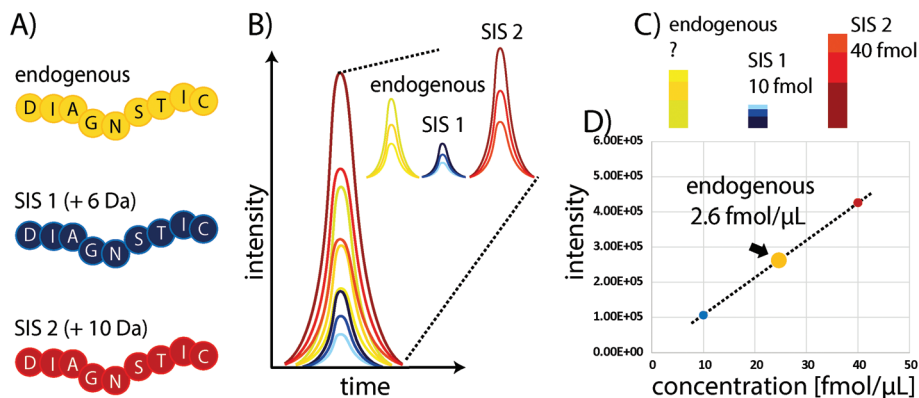 A)
endogenous
DIAGNSTIC
SIS 1 (+ 6 Da)
DIAGNSTIC
SIS 2 (+ 10 Da)
DIAGNSTIC
B)
intensity
time
endogenous
SIS 1
SIS 2
C)
endogenous
?
SIS 1
10 fmol
SIS 2
40 fmol
D)
intensity
6.00E+05
5.00E+05
4.00E+05
3.00E+05
2.00E+05
1.00E+05
0.00E+00
endogenous
2.6 fmol/µL
0 10 20 30 40 50
concentration [fmol/µL]